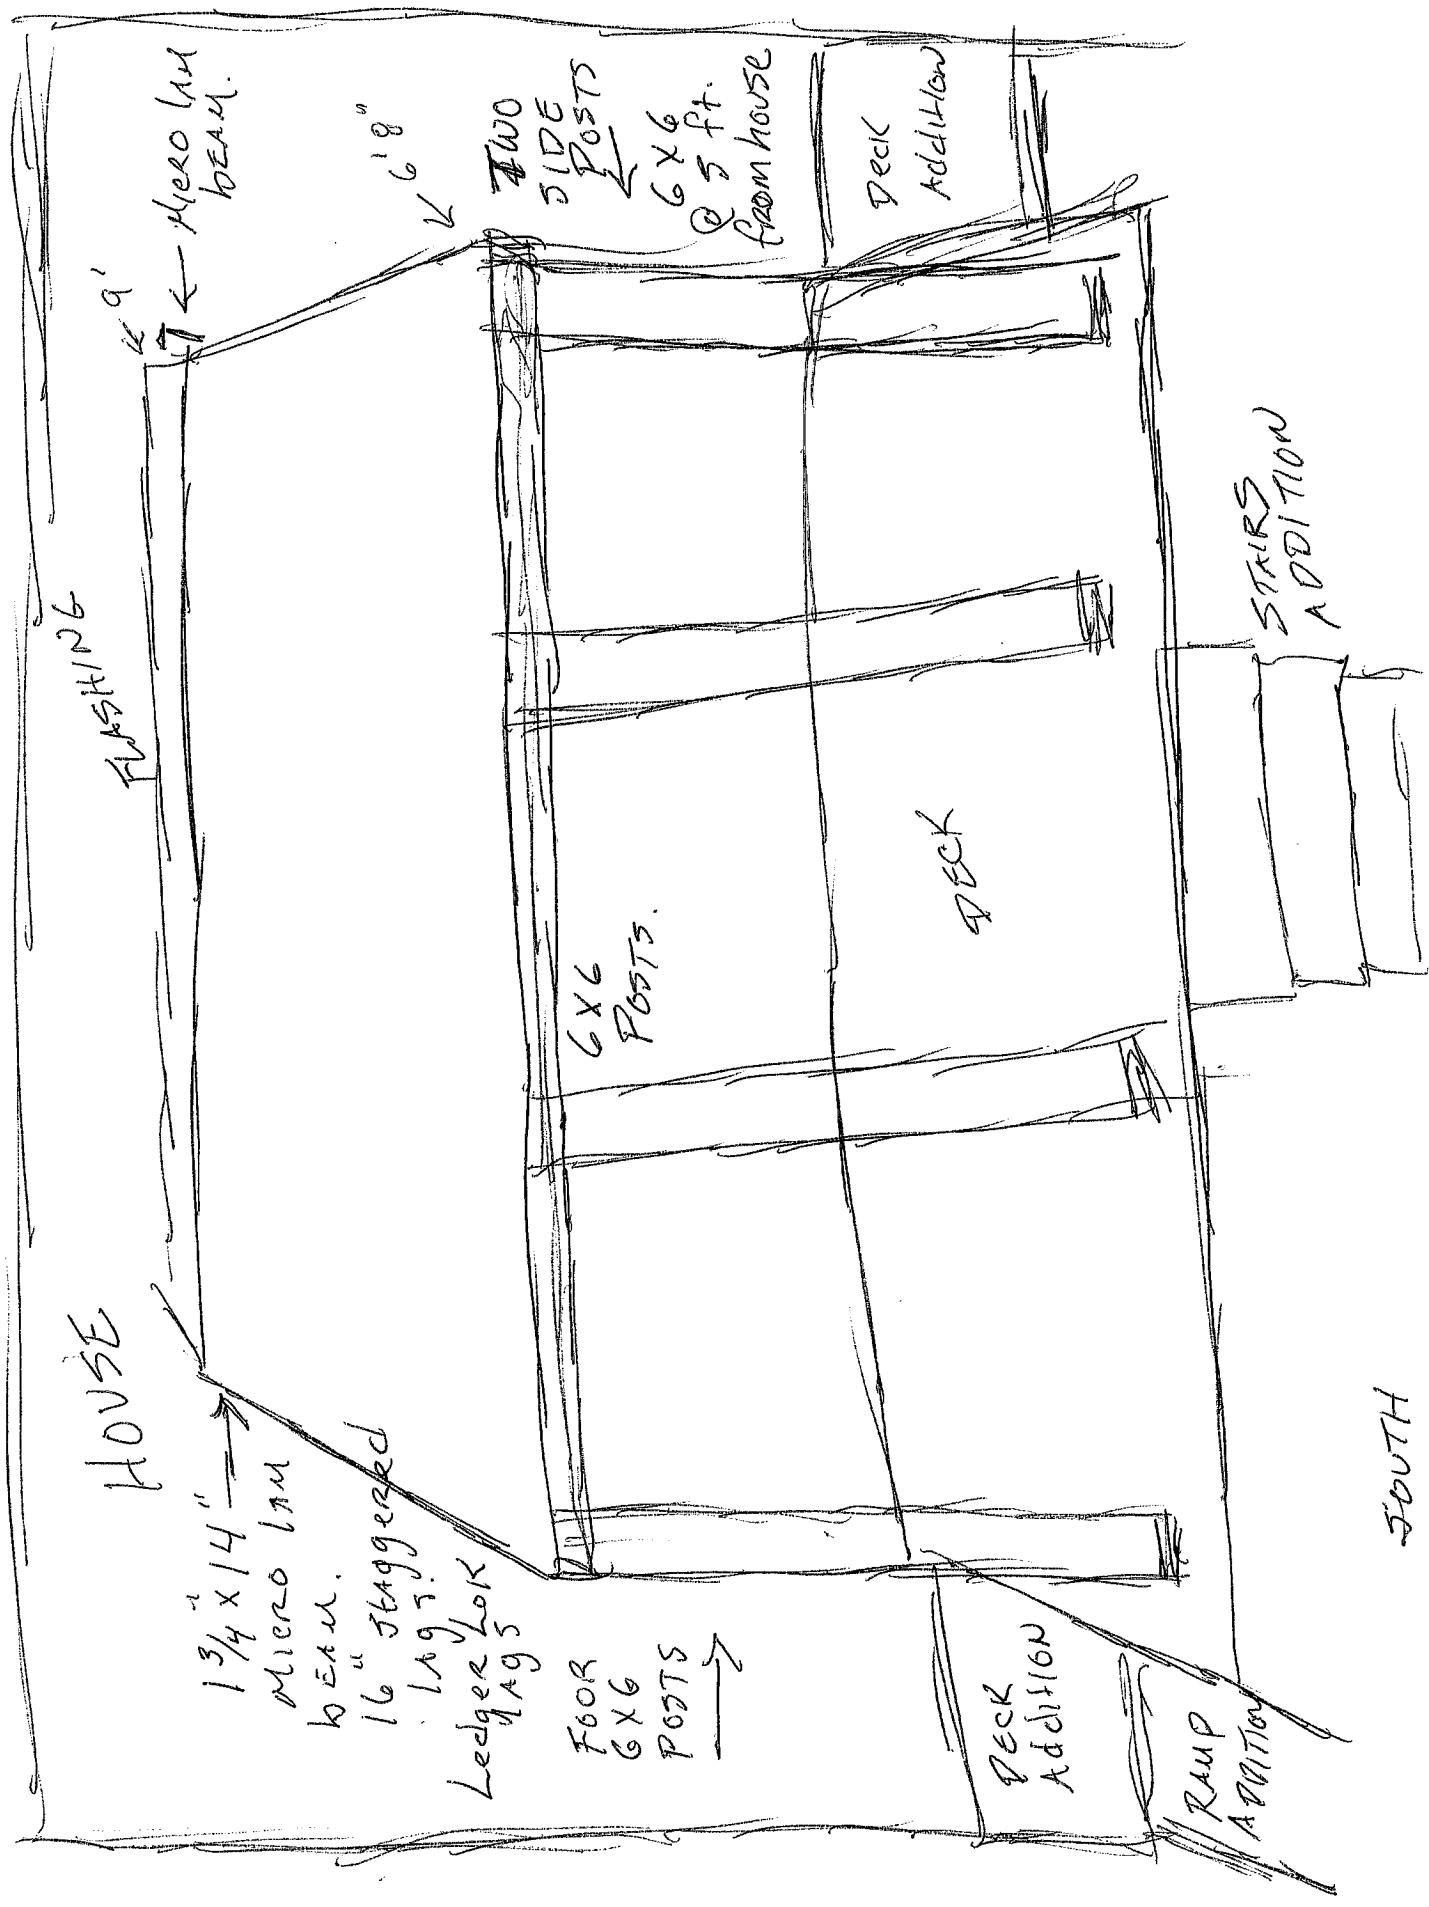 HOUSE
FLASHING
9'
← MICRO LAM
BEAM.
1 3/4" X 14" →
MICRO LAM
BEAM.
16" STAGGERED
LAGS.
Ledger LOK
LAGS
FOOR
6X6
POSTS
6'8"
TWO
SIDE
POSTS
6X6
@ 5 ft.
from house
6X6
POSTS.
DECK
Deck
Addition
DECK
Addition
RAMP
ADDITION
STAIRS
ADDITION
SOUTH